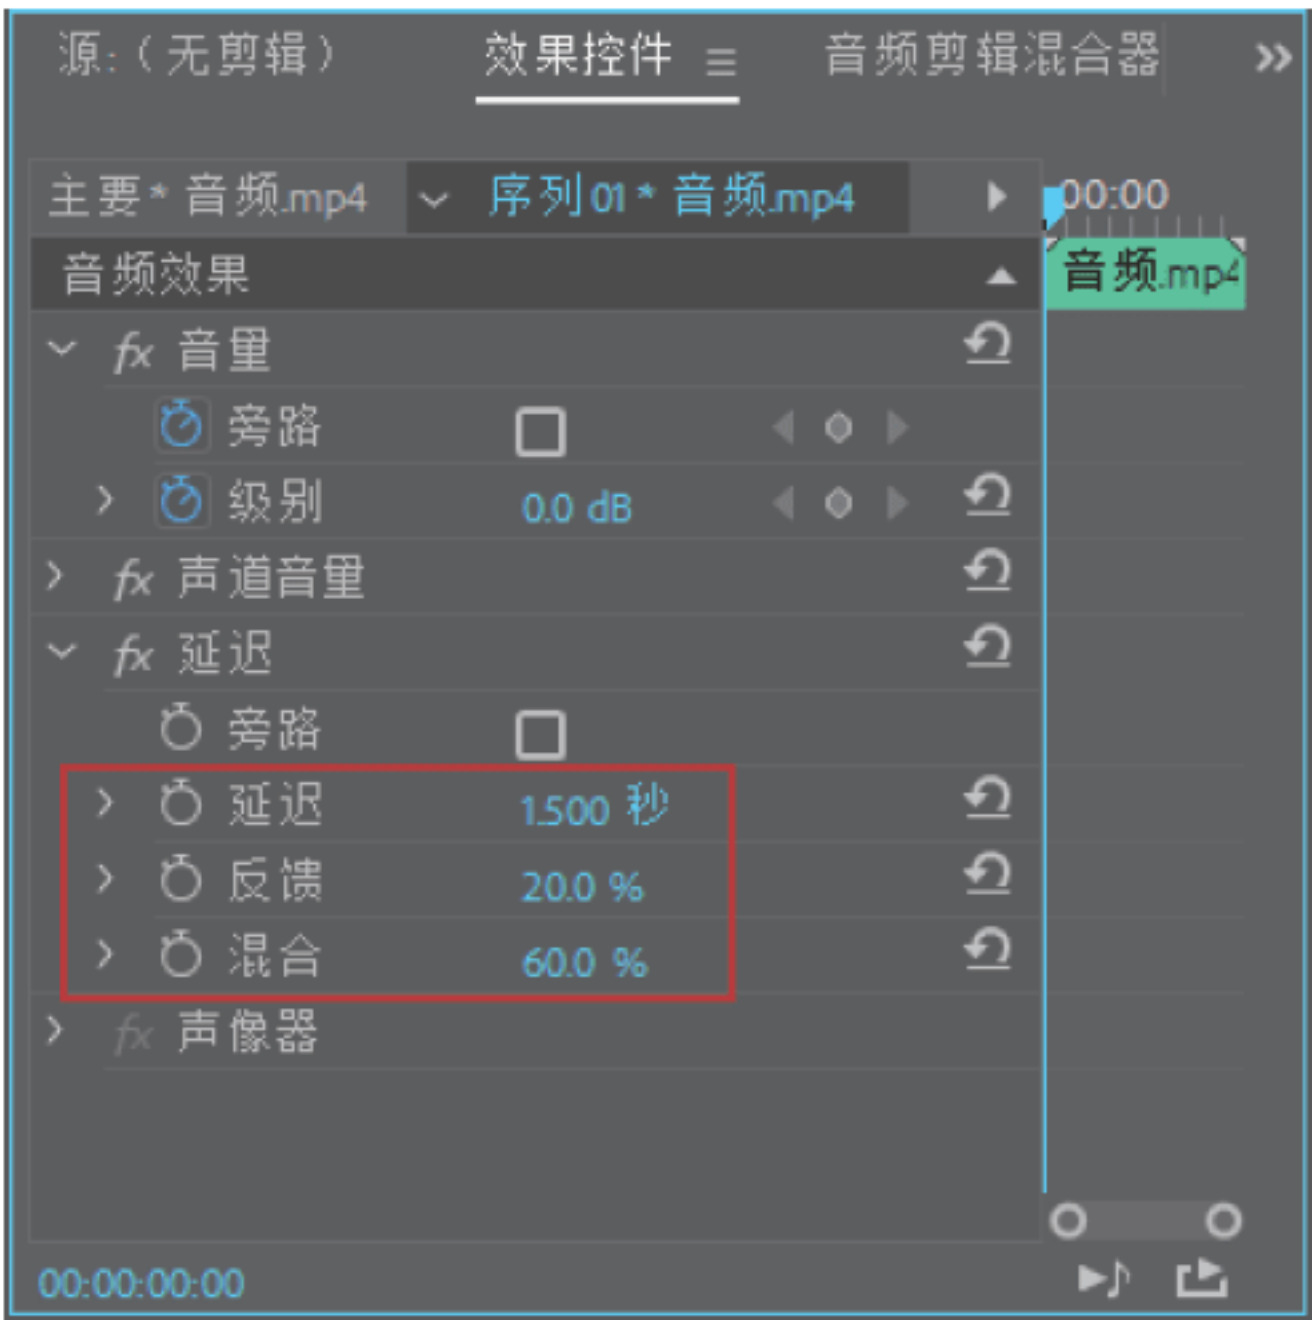 源:（无剪辑） 效果控件 音频剪辑混合器
主要* 音频.mp4 序列 01 * 音频.mp4 00:00
音频效果 音频.mp4
fx 音量
旁路
级别 0.0 dB
fx 声道音量
fx 延迟
旁路
延迟 1.500 秒
反馈 20.0 %
混合 60.0 %
fx 声像器
00:00:00:00